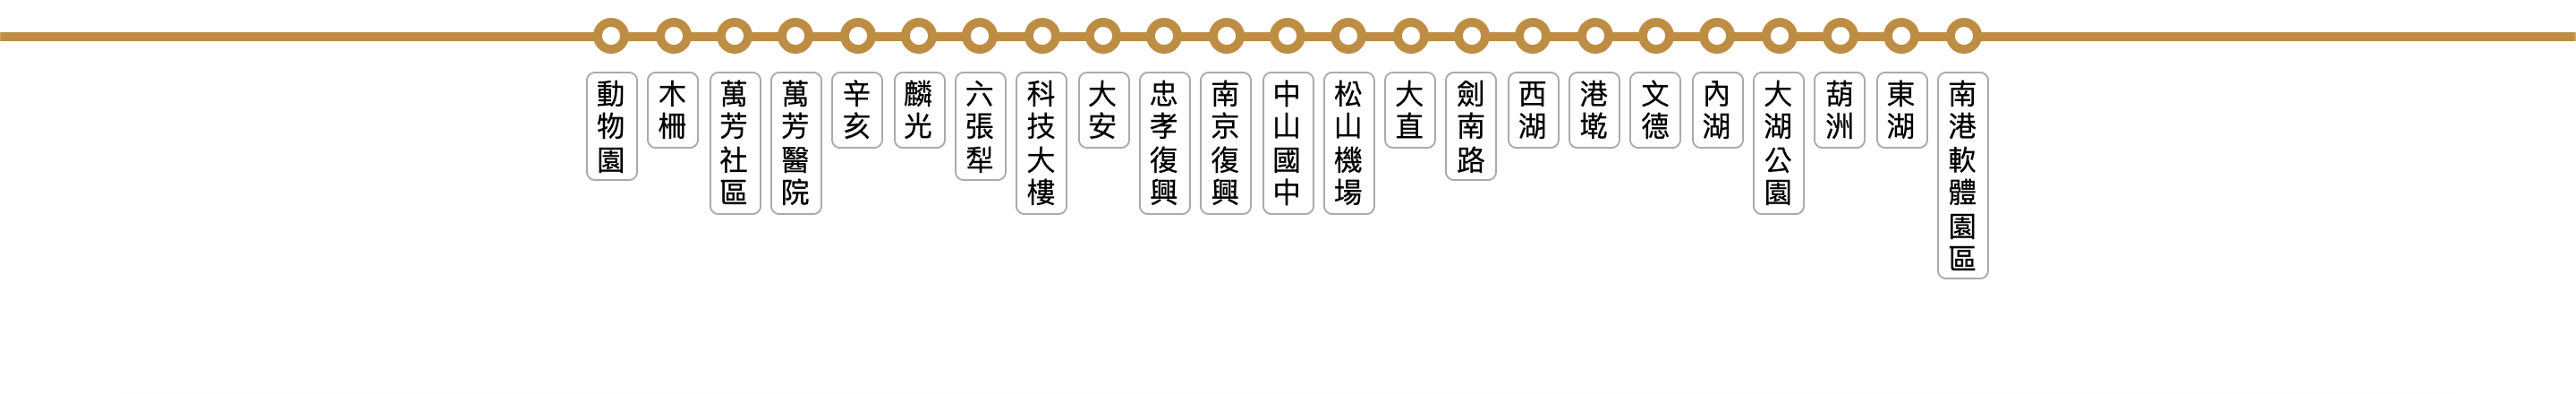 動物園
木柵
萬芳社區
萬芳醫院
辛亥
麟光
六張犁
科技大樓
大安
忠孝復興
南京復興
中山國中
松山機場
大直
劍南路
西湖
港墘
文德
內湖
大湖公園
葫洲
東湖
南港軟體園區